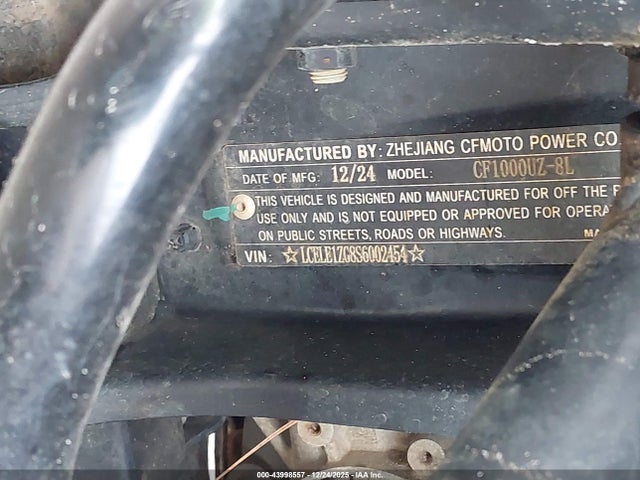 MANUFACTURED BY: ZHEJIANG CFMOTO POWER CO
DATE OF MFG: 12/24 MODEL: CF1000UZ-8L
THIS VEHICLE IS DESIGNED AND MANUFACTURED FOR OFF THE
USE ONLY AND IS NOT EQUIPPED OR APPROVED FOR OPERA
ON PUBLIC STREETS, ROADS OR HIGHWAYS. MA
VIN: ☆LCELE1ZG8S6002454☆
000-43998557 - 12/24/2025 - IAA Inc.